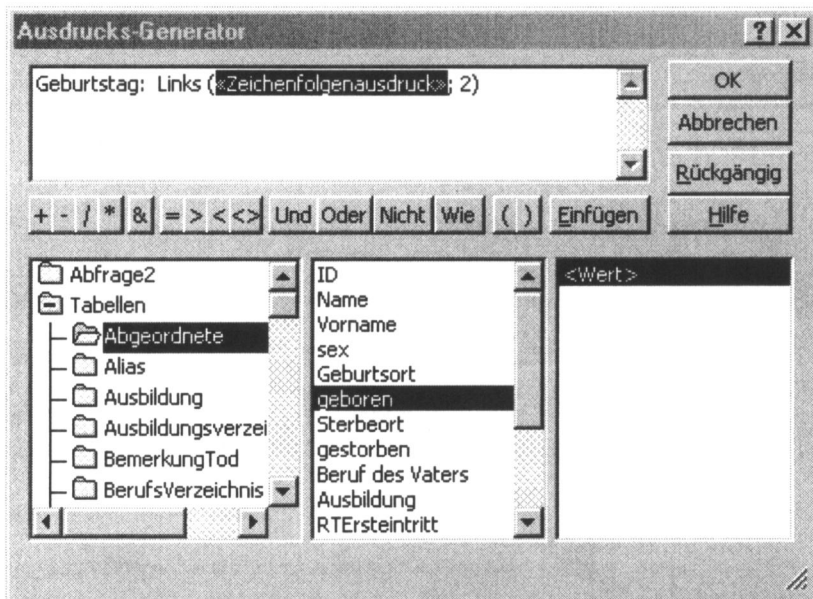 Ausdrucks-Generator
Geburtstag: Links («Zeichenfolgenausdruck»; 2)
OK
Abbrechen
Rückgängig
+ - / * & = > < <> Und Oder Nicht Wie ( ) Einfügen
Hilfe
Abfrage2
Tabellen
Abgeordnete
Alias
Ausbildung
Ausbildungsverzei
BemerkungTod
BerufsVerzeichnis
ID
Name
Vorname
sex
Geburtsort
geboren
Sterbeort
gestorben
Beruf des Vaters
Ausbildung
RTErsteintritt
<Wert>